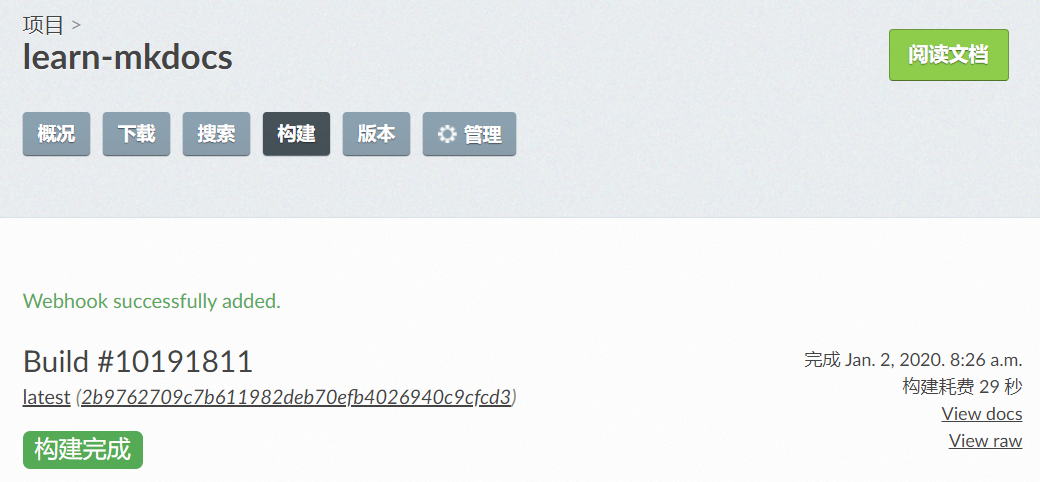 项目 >
learn-mkdocs
阅读文档
概况 下载 搜索 构建 版本 管理
Webhook successfully added.
Build #10191811
latest (2b9762709c7b611982deb70efb4026940c9cfcd3)
构建完成
完成 Jan. 2, 2020. 8:26 a.m.
构建耗费 29 秒
View docs
View raw